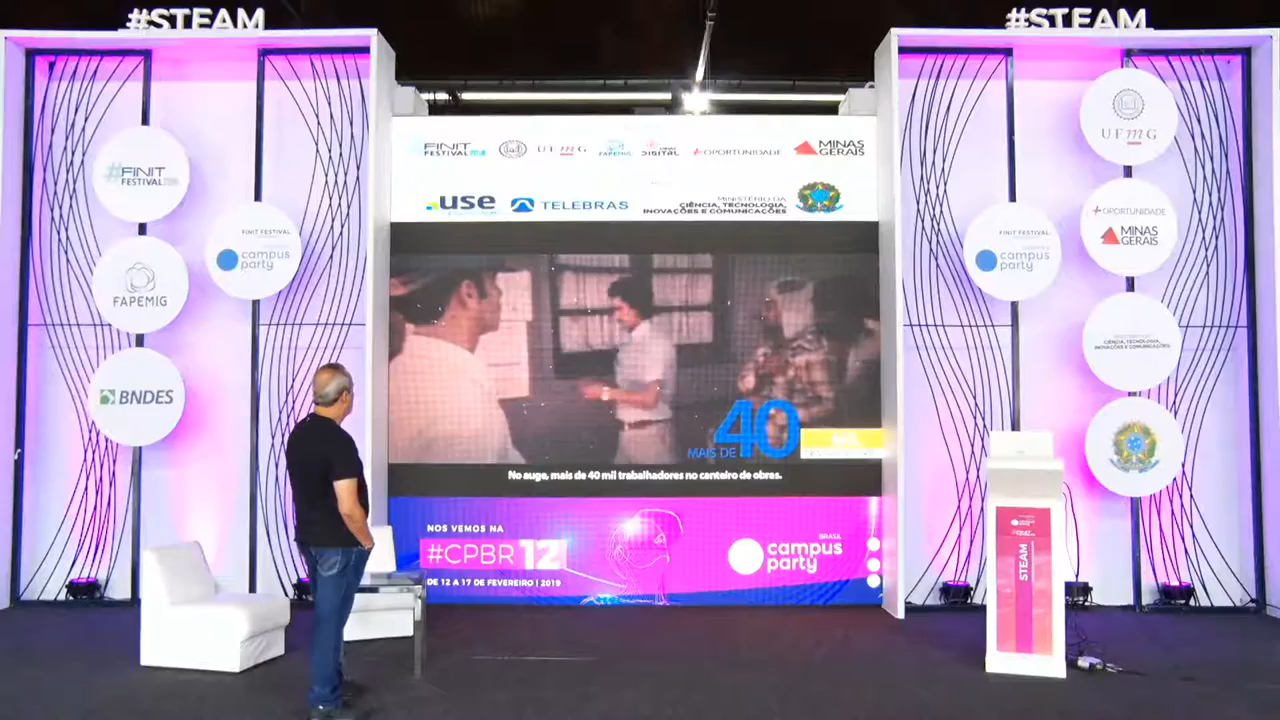 #STEAM
#STEAM
#FINIT
FESTIVAL
FAPEMIG
BNDES
FINIT FESTIVAL
campus
party
FINIT
FESTIVAL
UFmG
FAPEMIG
DIGITAL
+OPORTUNIDADE
MINAS
GERAIS
use
TELEBRAS
MINISTÉRIO DA
CIÊNCIA, TECNOLOGIA,
INOVAÇÕES E COMUNICAÇÕES
MAIS DE 40
No auge, mais de 40 mil trabalhadores no canteiro de obras.
NOS VEMOS NA
#CPBR12
DE 12 A 17 DE FEVEREIRO | 2019
BRASIL
campus
party
FINIT FESTIVAL
campus
party
UFmG
+OPORTUNIDADE
MINAS
GERAIS
CIÊNCIA, TECNOLOGIA,
INOVAÇÕES E COMUNICAÇÕES
STEAM